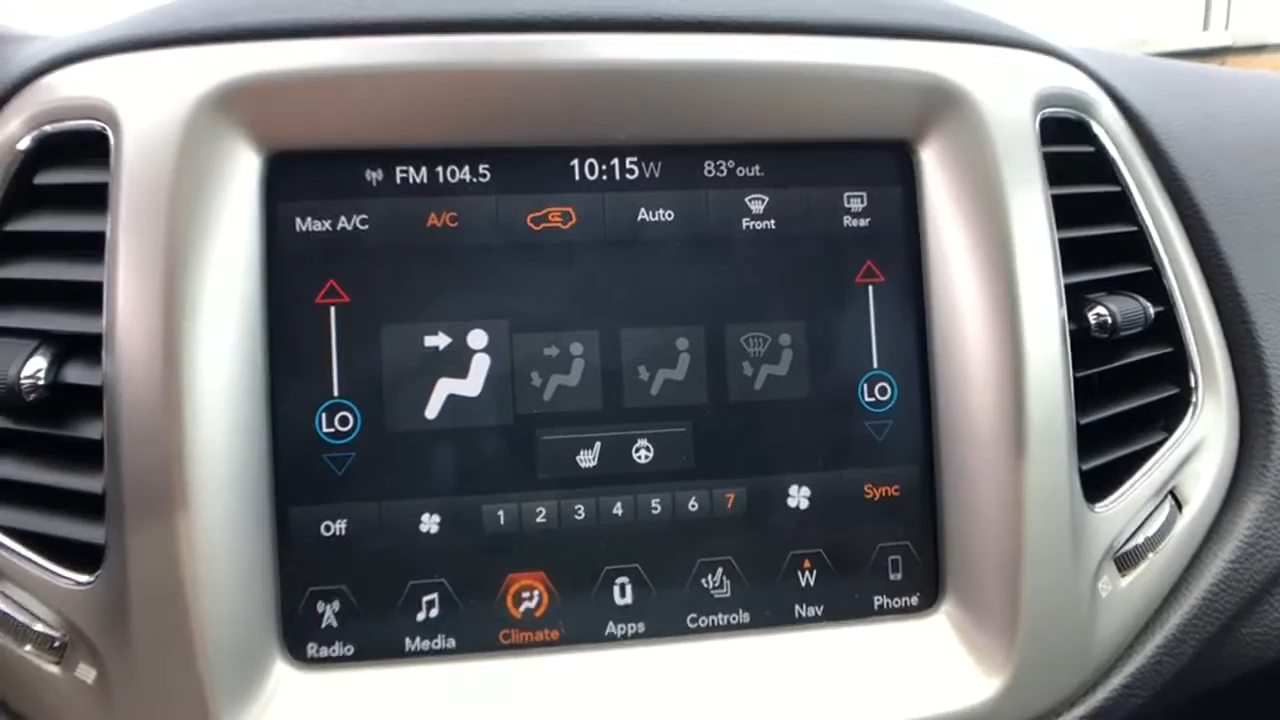 FM 104.5 10:15 W 83° out.
Max A/C A/C Auto Front Rear
LO LO
Off 1 2 3 4 5 6 7 Sync
Radio Media Climate Apps Controls W Nav Phone